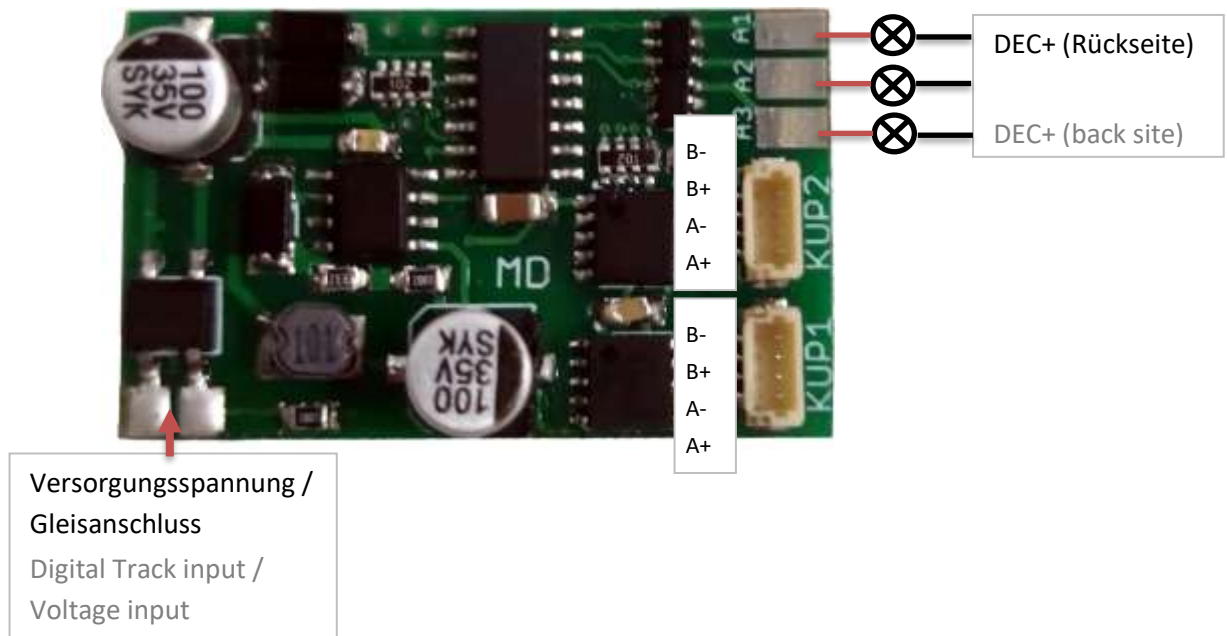 100
35V
SYK
102
A1
A2
A3
DEC+ (Rückseite)
DEC+ (back site)
B-
B+
A-
A+
KUP2
MD
B-
B+
A-
A+
KUP1
101
100
35V
SYK
Versorgungsspannung /
Gleisanschluss
Digital Track input /
Voltage input